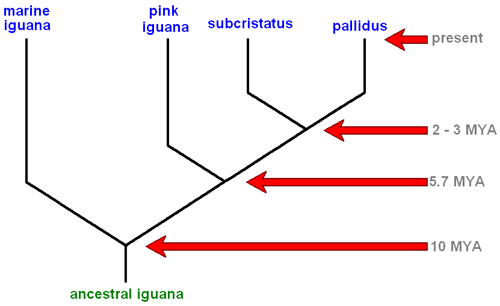 marine
iguana
pink
iguana
subcristatus
pallidus
present
2 - 3 MYA
5.7 MYA
10 MYA
ancestral iguana